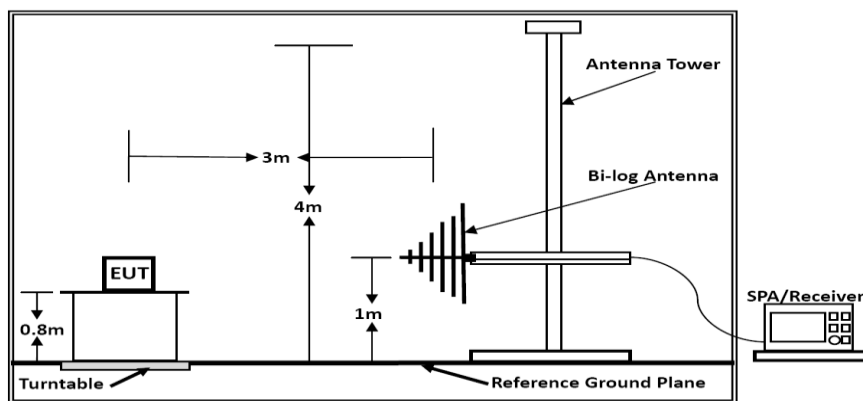 Antenna Tower
3m
Bi-log Antenna
4m
EUT
SPA/Receiver
0.8m
1m
Turntable
Reference Ground Plane